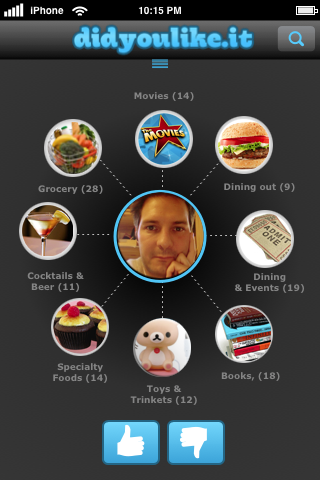 iPhone 10:15 PM
didyoulike.it
Movies (14)
THE MOVIES
Grocery (28)
Dining out (9)
ADMIT
ONE
Cocktails &
Beer (11)
Dining
& Events (19)
Specialty
Foods (14)
Toys &
Trinkets (12)
Books, (18)